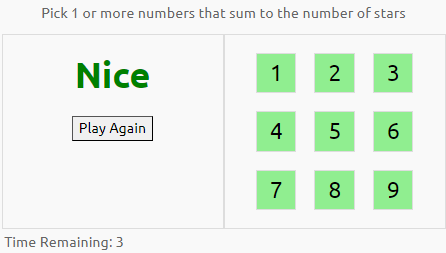 Pick 1 or more numbers that sum to the number of stars
Nice
Play Again
1 2 3
4 5 6
7 8 9
Time Remaining: 3